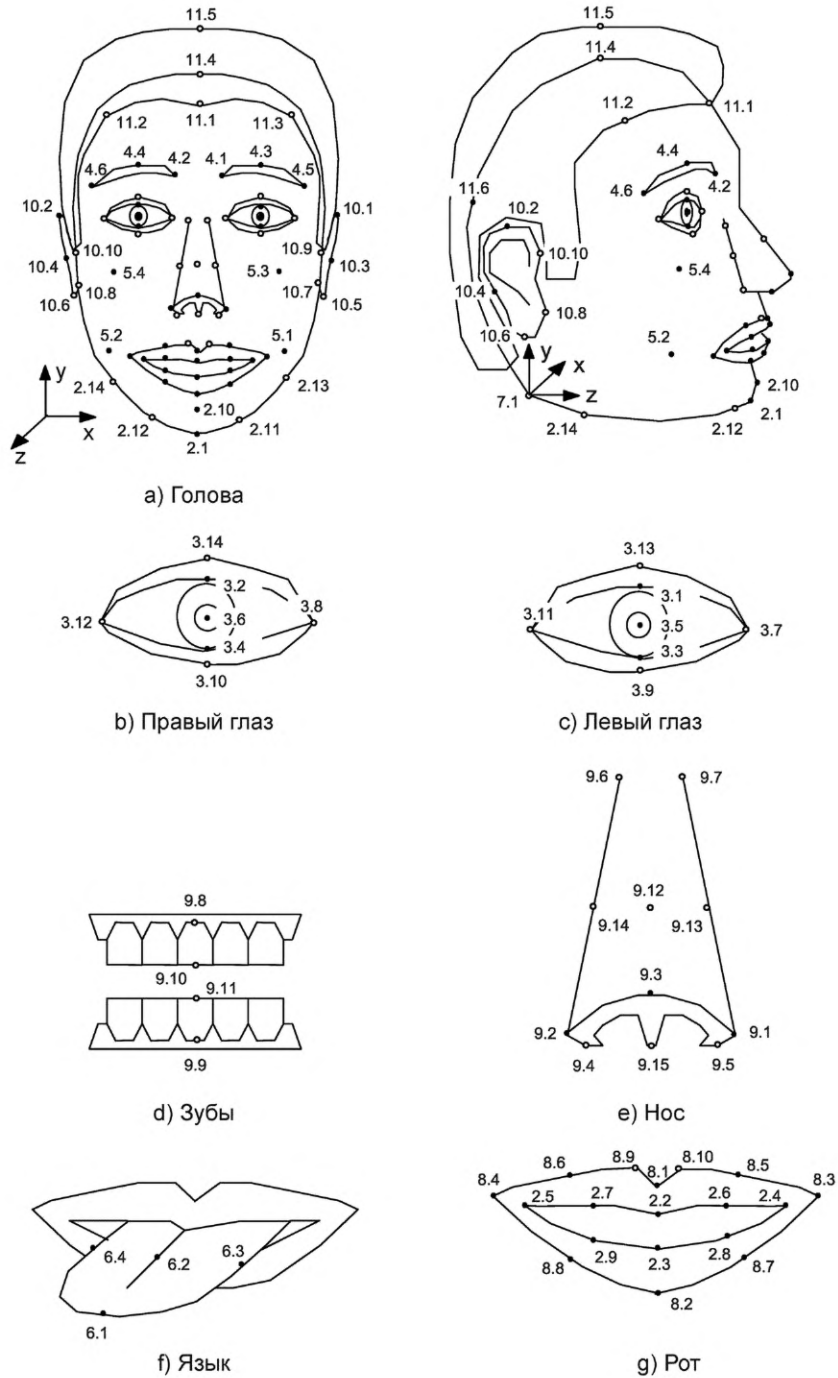 11.5
11.4
11.2 11.1 11.3
4.4 4.2 4.1 4.3
4.6 4.5
10.2 10.1
10.10 10.9
10.4 5.4 5.3 10.3
10.6 10.8 10.7 10.5
5.2 5.1
2.14 2.13
2.10
2.12 2.11
2.1
y
x
z
11.5
11.4
11.2 11.1
4.4
4.6 4.2
11.6
10.2
10.10
5.4
10.4
10.8
10.6 5.2
y
x
z
7.1
2.10
2.14 2.12 2.1
a) Голова
3.14
3.2
3.12 3.6 3.8
3.4
3.10
b) Правый глаз
3.13
3.1
3.11 3.5 3.7
3.3
3.9
c) Левый глаз
9.8
9.10 9.11
9.9
d) Зубы
9.6 9.7
9.12
9.14 9.13
9.3
9.2 9.1
9.4 9.15 9.5
e) Нос
6.4 6.2 6.3
6.1
f) Язык
8.9 8.10
8.6 8.1 8.5
8.4 8.3
2.5 2.7 2.2 2.6 2.4
2.9 2.3 2.8
8.8 8.7
8.2
g) Рот